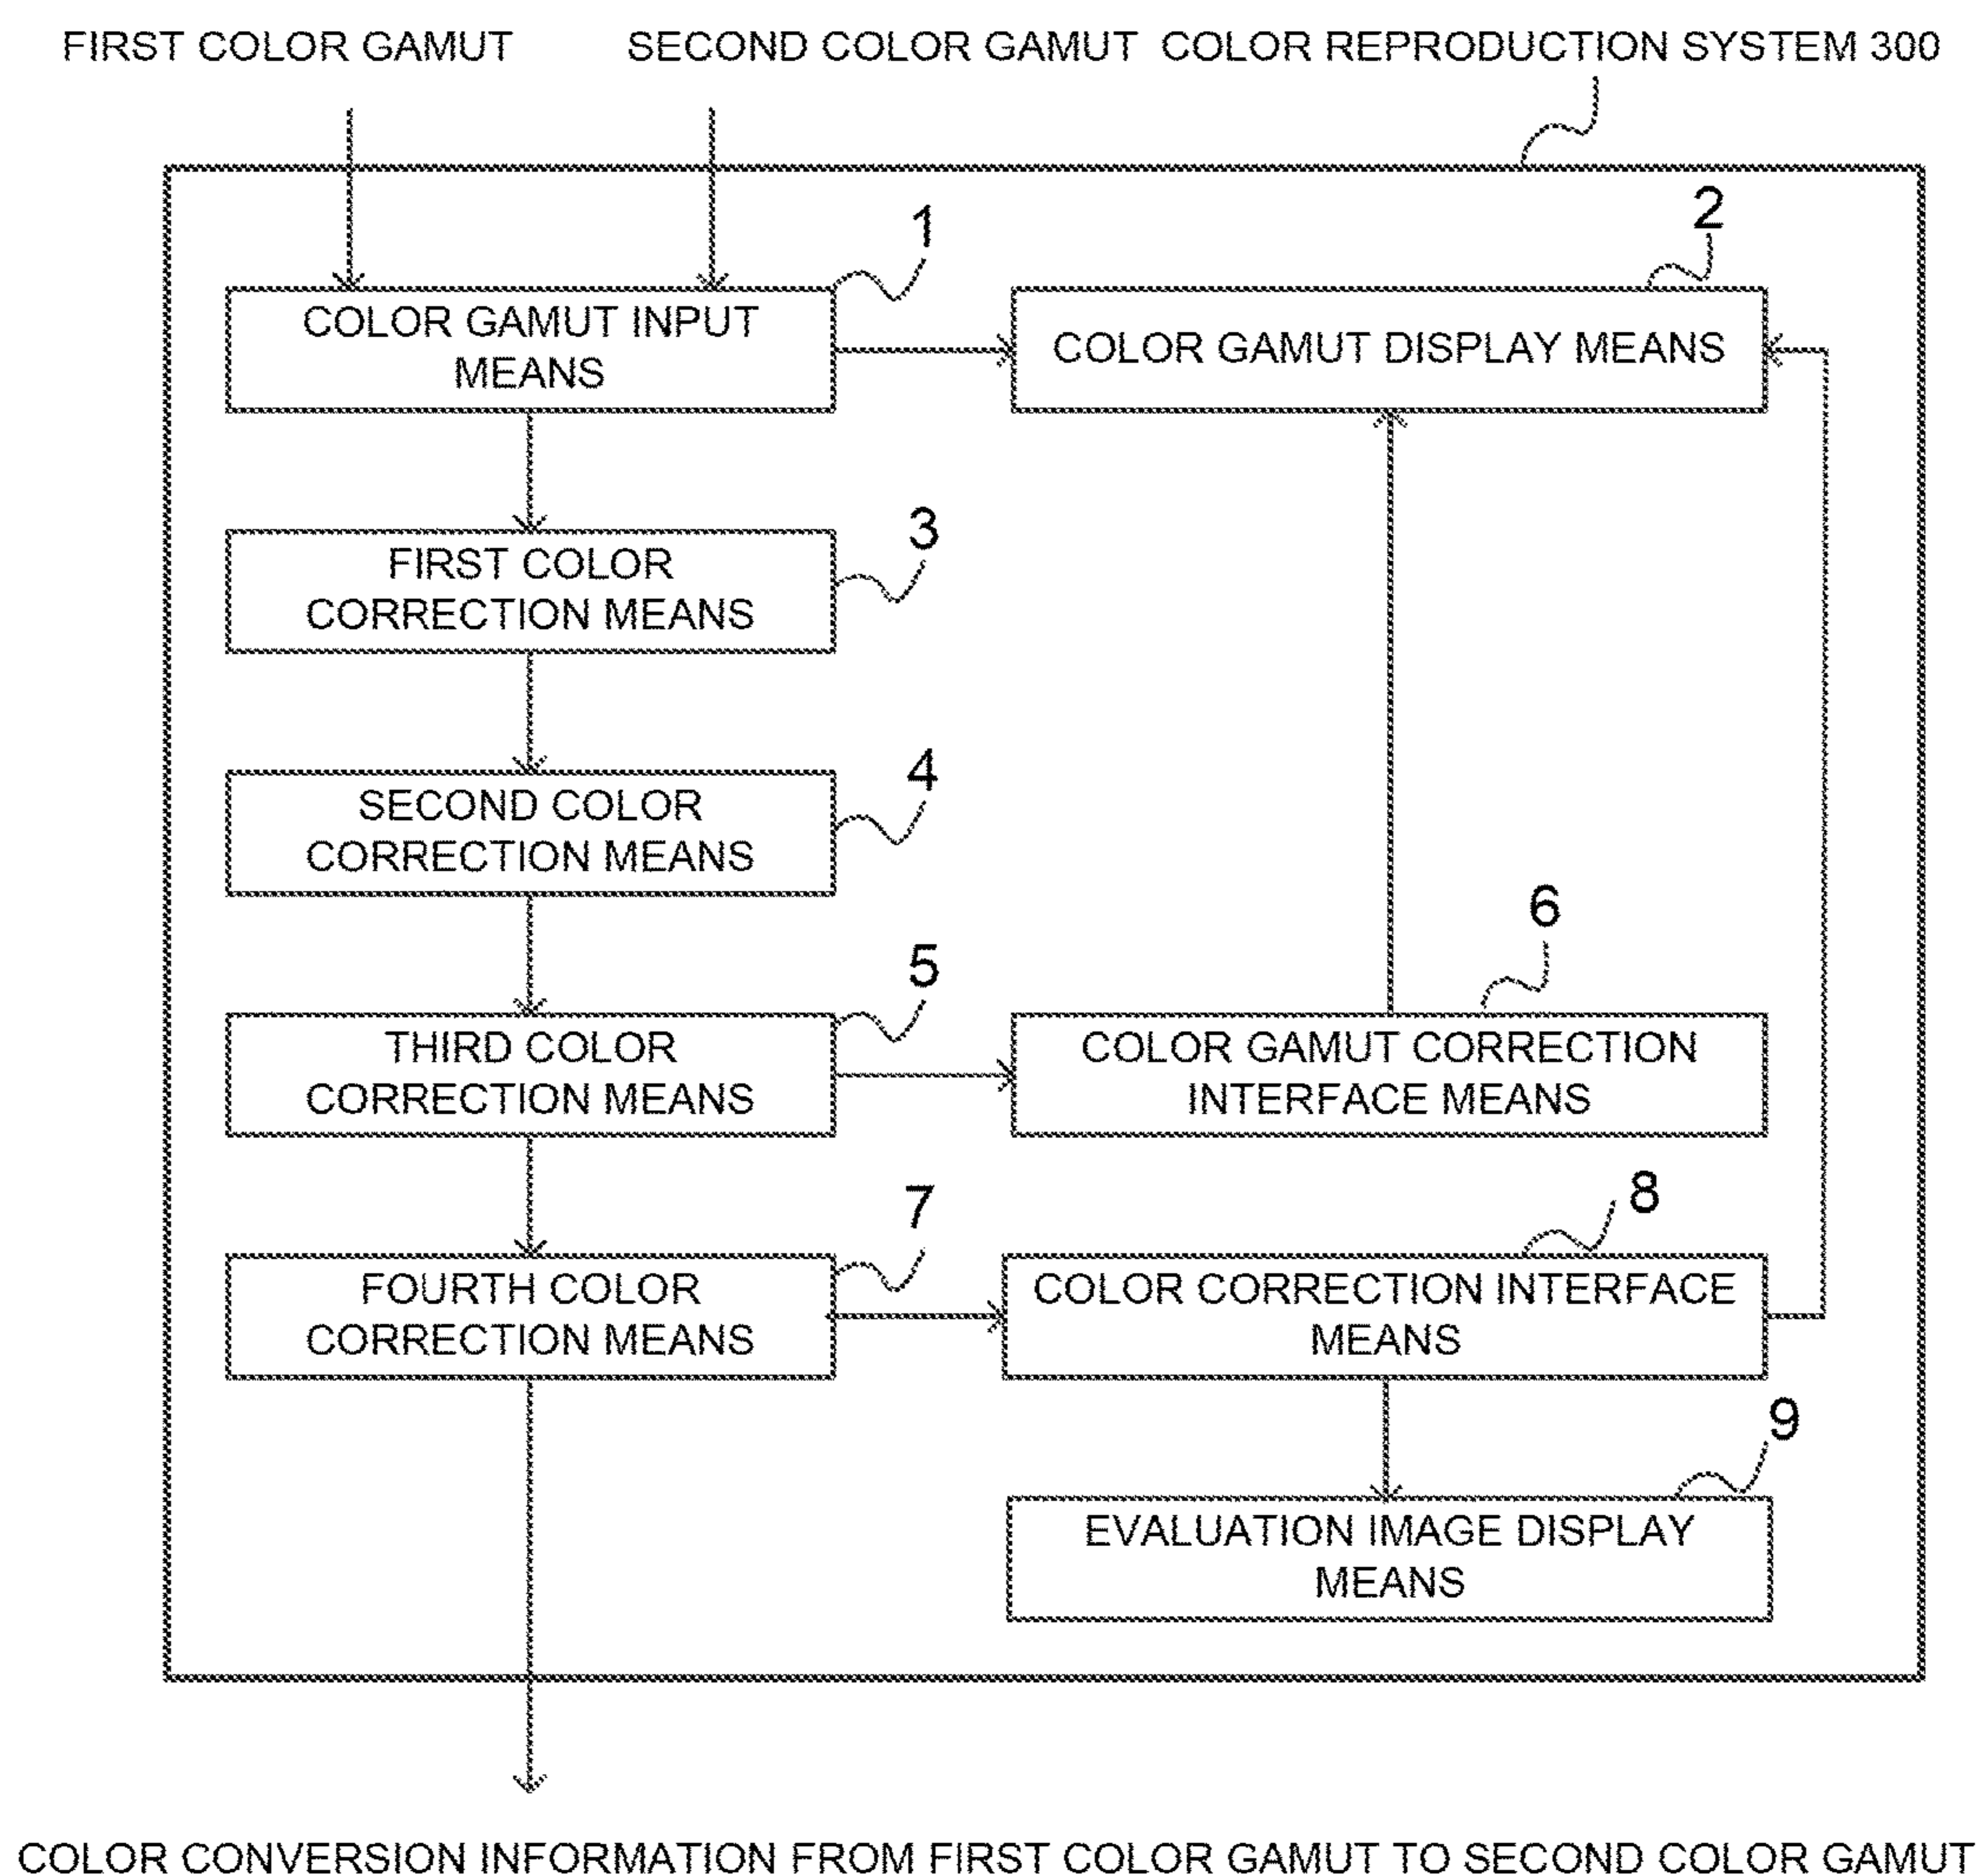 FIRST COLOR GAMUT
SECOND COLOR GAMUT
COLOR REPRODUCTION SYSTEM 300
1
2
COLOR GAMUT INPUT
MEANS
COLOR GAMUT DISPLAY MEANS
3
FIRST COLOR
CORRECTION MEANS
4
SECOND COLOR
CORRECTION MEANS
5
6
THIRD COLOR
CORRECTION MEANS
COLOR GAMUT CORRECTION
INTERFACE MEANS
7
8
FOURTH COLOR
CORRECTION MEANS
COLOR CORRECTION INTERFACE
MEANS
9
EVALUATION IMAGE DISPLAY
MEANS
COLOR CONVERSION INFORMATION FROM FIRST COLOR GAMUT TO SECOND COLOR GAMUT